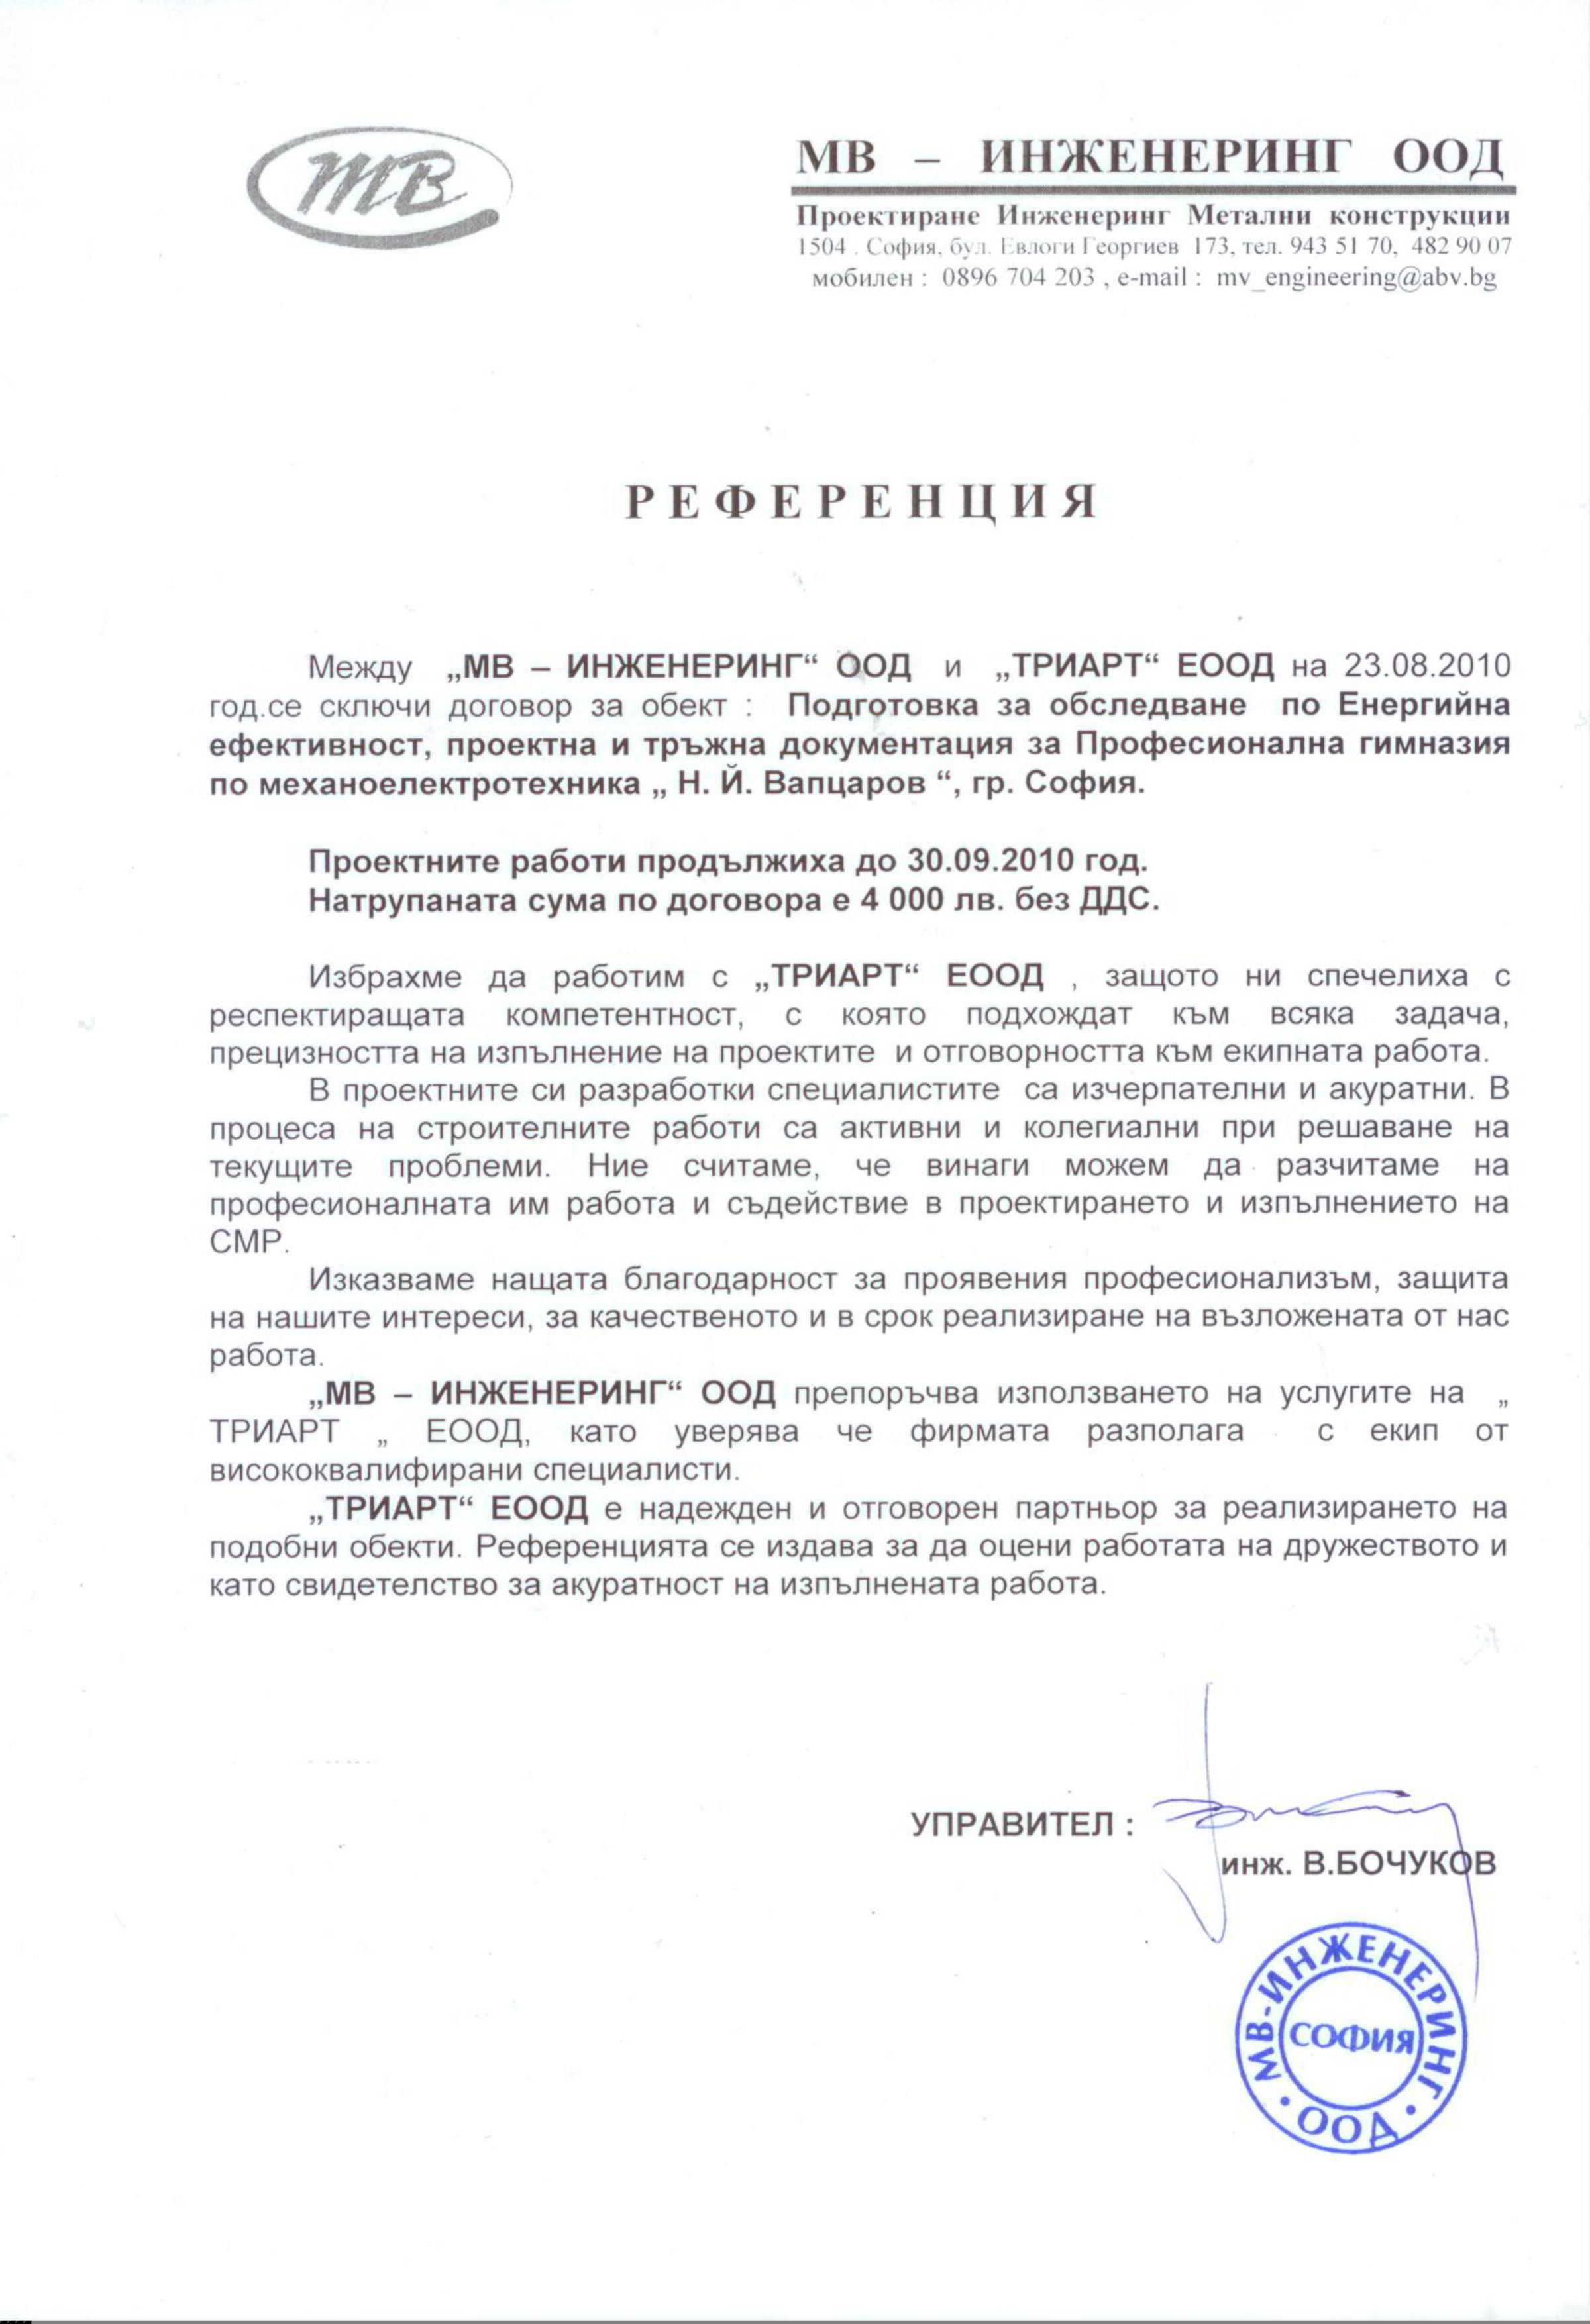 МВ
МВ – ИНЖЕНЕРИНГ ООД
Проектиране Инженеринг Метални конструкции
1504 . София, бул. Евлоги Георгиев 173, тел. 943 51 70, 482 90 07
мобилен : 0896 704 203 , e-mail : mv_engineering@abv.bg
Р Е Ф Е Р Е Н Ц И Я
Между „МВ – ИНЖЕНЕРИНГ“ ООД и „ТРИАРТ“ ЕООД на 23.08.2010
год.се сключи договор за обект : Подготовка за обследване по Енергийна
ефективност, проектна и тръжна документация за Професионална гимназия
по механоелектротехника „ Н. Й. Вапцаров “, гр. София.
Проектните работи продължиха до 30.09.2010 год.
Натрупаната сума по договора е 4 000 лв. без ДДС.
Избрахме да работим с „ТРИАРТ“ ЕООД , защото ни спечелиха с
респектиращата компетентност, с която подхождат към всяка задача,
прецизността на изпълнение на проектите и отговорността към екипната работа.
В проектните си разработки специалистите са изчерпателни и акуратни. В
процеса на строителните работи са активни и колегиални при решаване на
текущите проблеми. Ние считаме, че винаги можем да разчитаме на
професионалната им работа и съдействие в проектирането и изпълнението на
СМР.
Изказваме нащата благодарност за проявения професионализъм, защита
на нашите интереси, за качественото и в срок реализиране на възложената от нас
работа.
„МВ – ИНЖЕНЕРИНГ“ ООД препоръчва използването на услугите на „
ТРИАРТ „ ЕООД, като уверява че фирмата разполага с екип от
висококвалифирани специалисти.
„ТРИАРТ“ ЕООД е надежден и отговорен партньор за реализирането на
подобни обекти. Референцията се издава за да оцени работата на дружеството и
като свидетелство за акуратност на изпълнената работа.
УПРАВИТЕЛ :
инж. В.БОЧУКОВ
МВ-ИНЖЕНЕРИНГ
СОФИЯ
• ООД •